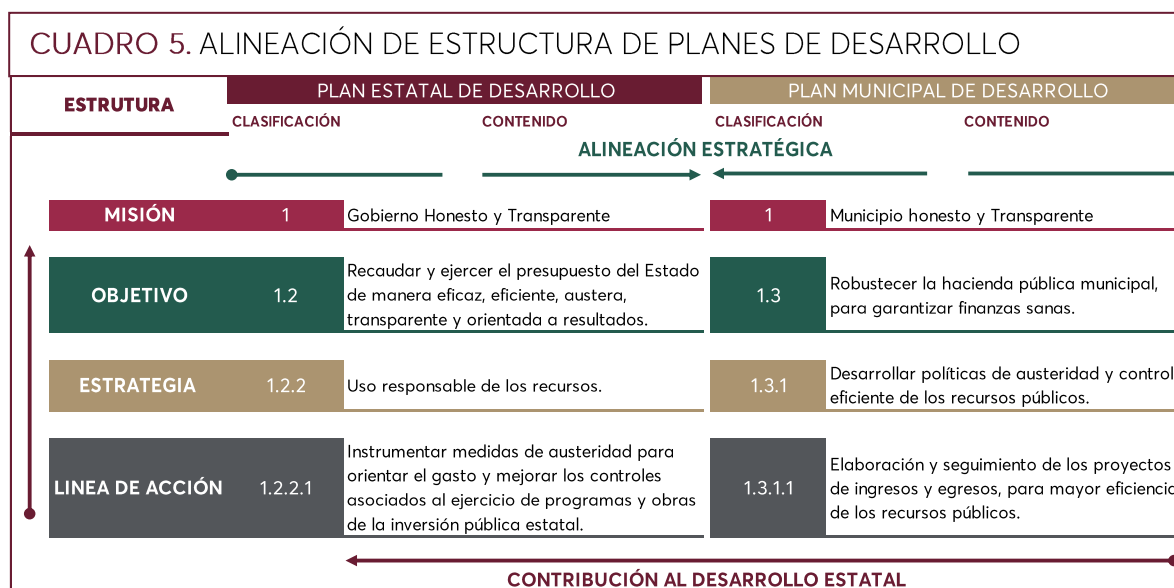 CUADRO 5. ALINEACIÓN DE ESTRUCTURA DE PLANES DE DESARROLLO
ESTRUTURA
PLAN ESTATAL DE DESARROLLO
PLAN MUNICIPAL DE DESARROLLO
CLASIFICACIÓN
CONTENIDO
CLASIFICACIÓN
CONTENIDO
ALINEACIÓN ESTRATÉGICA
MISIÓN
1
Gobierno Honesto y Transparente
1
Municipio honesto y Transparente
OBJETIVO
1.2
Recaudar y ejercer el presupuesto del Estado
de manera eficaz, eficiente, austera,
transparente y orientada a resultados.
1.3
Robustecer la hacienda pública municipal,
para garantizar finanzas sanas.
ESTRATEGIA
1.2.2
Uso responsable de los recursos.
1.3.1
Desarrollar políticas de austeridad y control
eficiente de los recursos públicos.
LINEA DE ACCIÓN
1.2.2.1
Instrumentar medidas de austeridad para
orientar el gasto y mejorar los controles
asociados al ejercicio de programas y obras
de la inversión pública estatal.
1.3.1.1
Elaboración y seguimiento de los proyectos
de ingresos y egresos, para mayor eficiencia
de los recursos públicos.
CONTRIBUCIÓN AL DESARROLLO ESTATAL